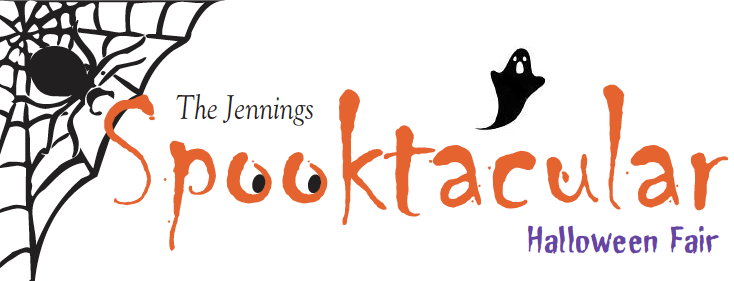 The Jennings
Spooktacular
Halloween Fair